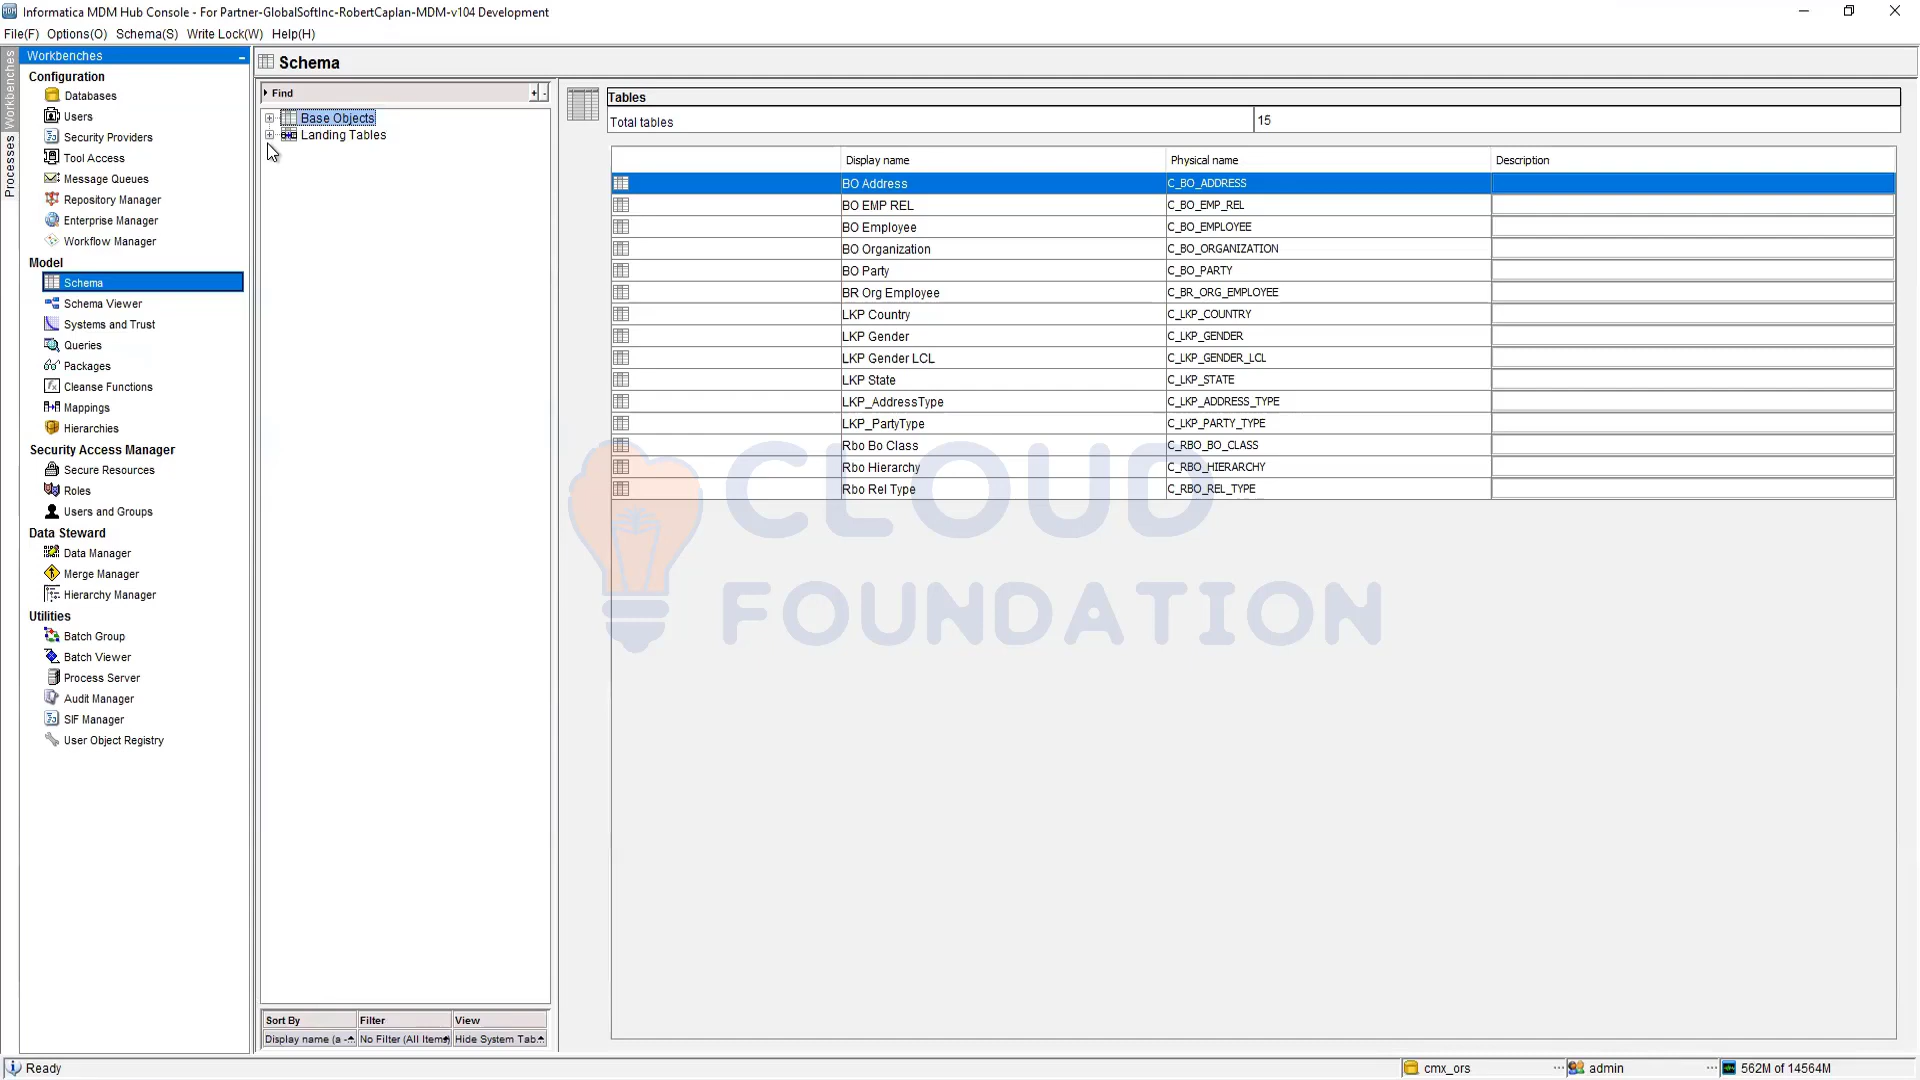 Informatica MDM Hub Console - For Partner-GlobalSoftInc-RobertCaplan-MDM-v104 Development
File(F) Options(O) Schema(S) Write Lock(W) Help(H)
Workbenches
Processes
Workbenches
Configuration
Databases
Users
Security Providers
Tool Access
Message Queues
Repository Manager
Enterprise Manager
Workflow Manager
Model
Schema
Schema Viewer
Systems and Trust
Queries
Packages
Cleanse Functions
Mappings
Hierarchies
Security Access Manager
Secure Resources
Roles
Users and Groups
Data Steward
Data Manager
Merge Manager
Hierarchy Manager
Utilities
Batch Group
Batch Viewer
Process Server
Audit Manager
SIF Manager
User Object Registry
Schema
Find + -
Base Objects
Landing Tables
Sort By Filter View
Display name (a - No Filter (All Items) Hide System Tab..
Tables
Total tables 15
Display name Physical name Description
BO Address C_BO_ADDRESS
BO EMP REL C_BO_EMP_REL
BO Employee C_BO_EMPLOYEE
BO Organization C_BO_ORGANIZATION
BO Party C_BO_PARTY
BR Org Employee C_BR_ORG_EMPLOYEE
LKP Country C_LKP_COUNTRY
LKP Gender C_LKP_GENDER
LKP Gender LCL C_LKP_GENDER_LCL
LKP State C_LKP_STATE
LKP_AddressType C_LKP_ADDRESS_TYPE
LKP_PartyType C_LKP_PARTY_TYPE
Rbo Bo Class C_RBO_BO_CLASS
Rbo Hierarchy C_RBO_HIERARCHY
Rbo Rel Type C_RBO_REL_TYPE
CLOUD
FOUNDATION
Ready cmx_ors ... admin ... 562M of 14564M